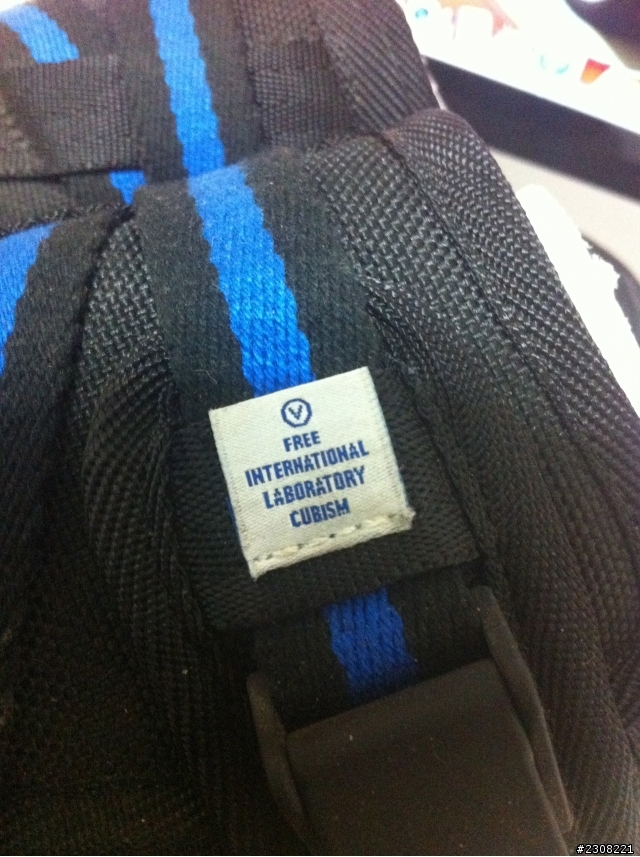 V
FREE
INTERNATIONAL
LABORATORY
CUBISM
#2308221